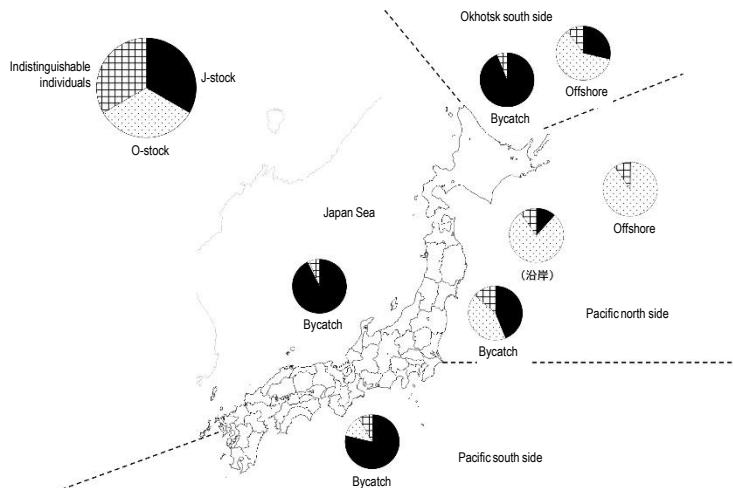 Okhotsk south side
Indistinguishable
individuals
J-stock
O-stock
Bycatch
Offshore
Japan Sea
Offshore
(沿岸)
Bycatch
Bycatch
Pacific north side
Bycatch
Pacific south side